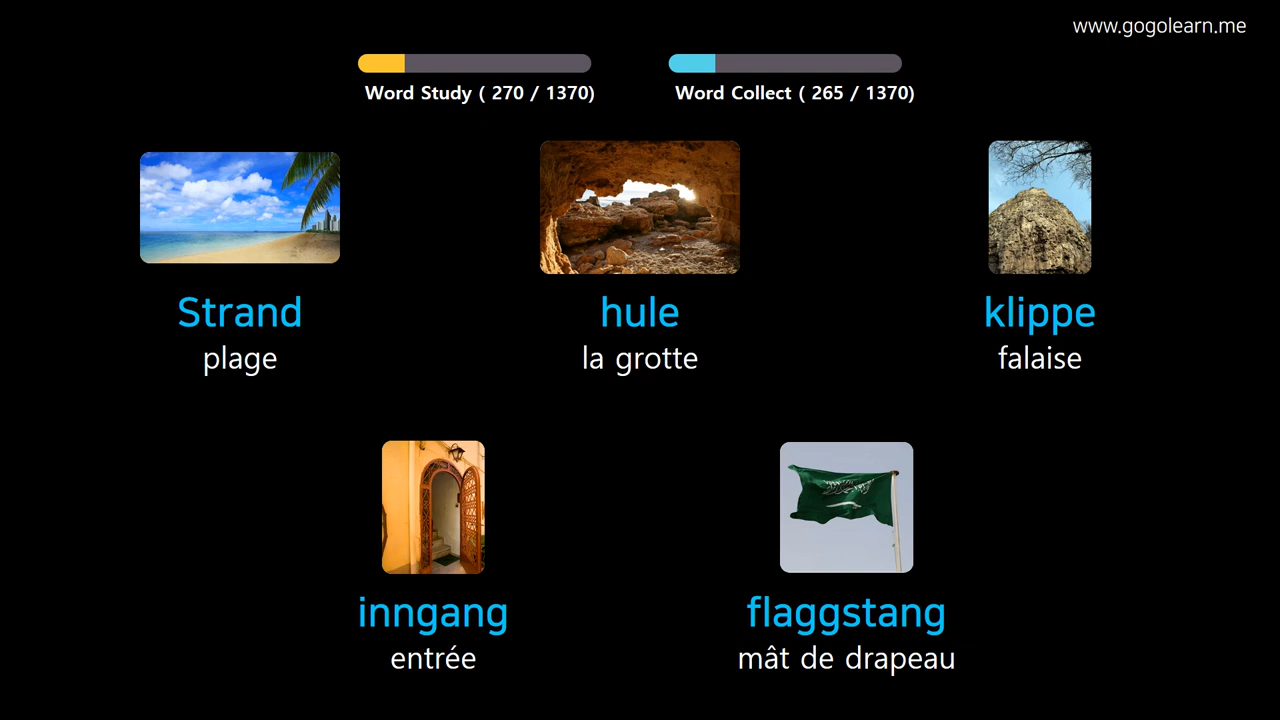 www.gogolearn.me
Word Study ( 270 / 1370)
Word Collect ( 265 / 1370)
Strand
plage
hule
la grotte
klippe
falaise
inngang
entrée
flaggstang
mât de drapeau